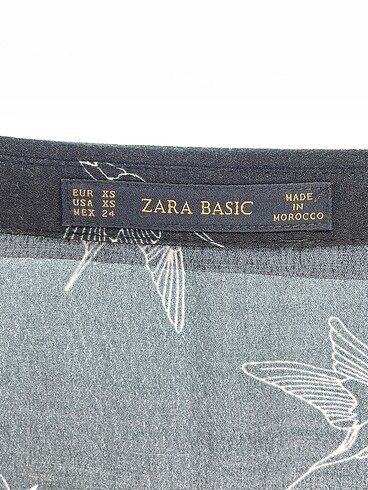 EUR XS
USA XS
MEX 24
ZARA BASIC
MADE
IN
MOROCCO